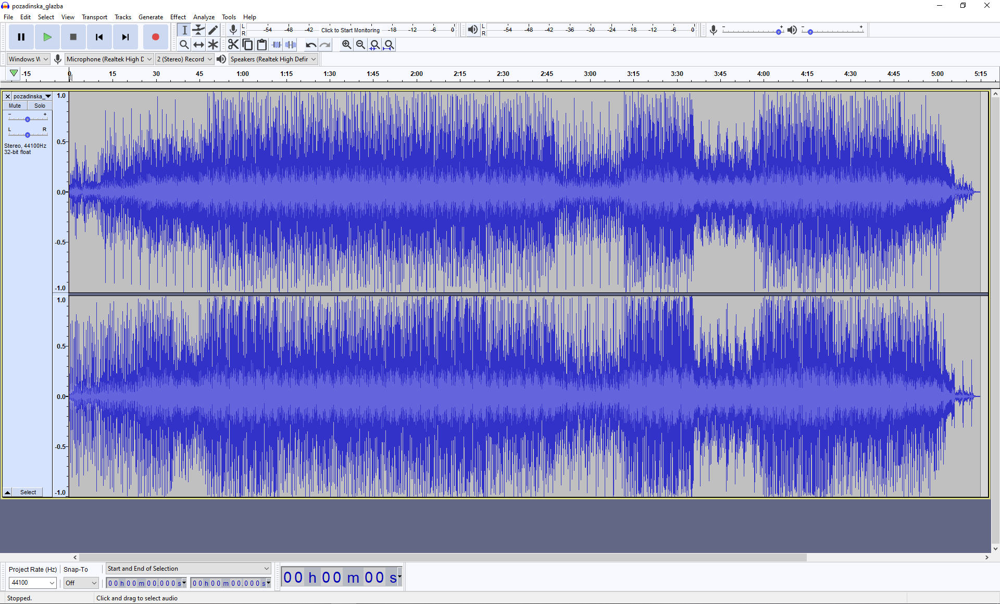 pozadinska_glazba
File Edit Select View Transport Tracks Generate Effect Analyze Tools Help
L
R
-54 -48 -42 Click to Start Monitoring -18 -12 -6 0
L
R
-54 -48 -42 -36 -30 -24 -18 -12 -6 0
- +
- +
Windows W Microphone (Realtek High D 2 (Stereo) Record Speakers (Realtek High Defir
-15 0 15 30 45 1:00 1:15 1:30 1:45 2:00 2:15 2:30 2:45 3:00 3:15 3:30 3:45 4:00 4:15 4:30 4:45 5:00 5:15
pozadinska_
Mute Solo
- +
L R
Stereo, 44100Hz
32-bit float
1.0
0.5
0.0
-0.5
-1.0
1.0
0.5
0.0
-0.5
-1.0
Select
Project Rate (Hz) Snap-To Start and End of Selection
44100 Off 00 h 00 m 00.000 s 00 h 00 m 00.000 s
00 h 00 m 00 s
Stopped. Click and drag to select audio